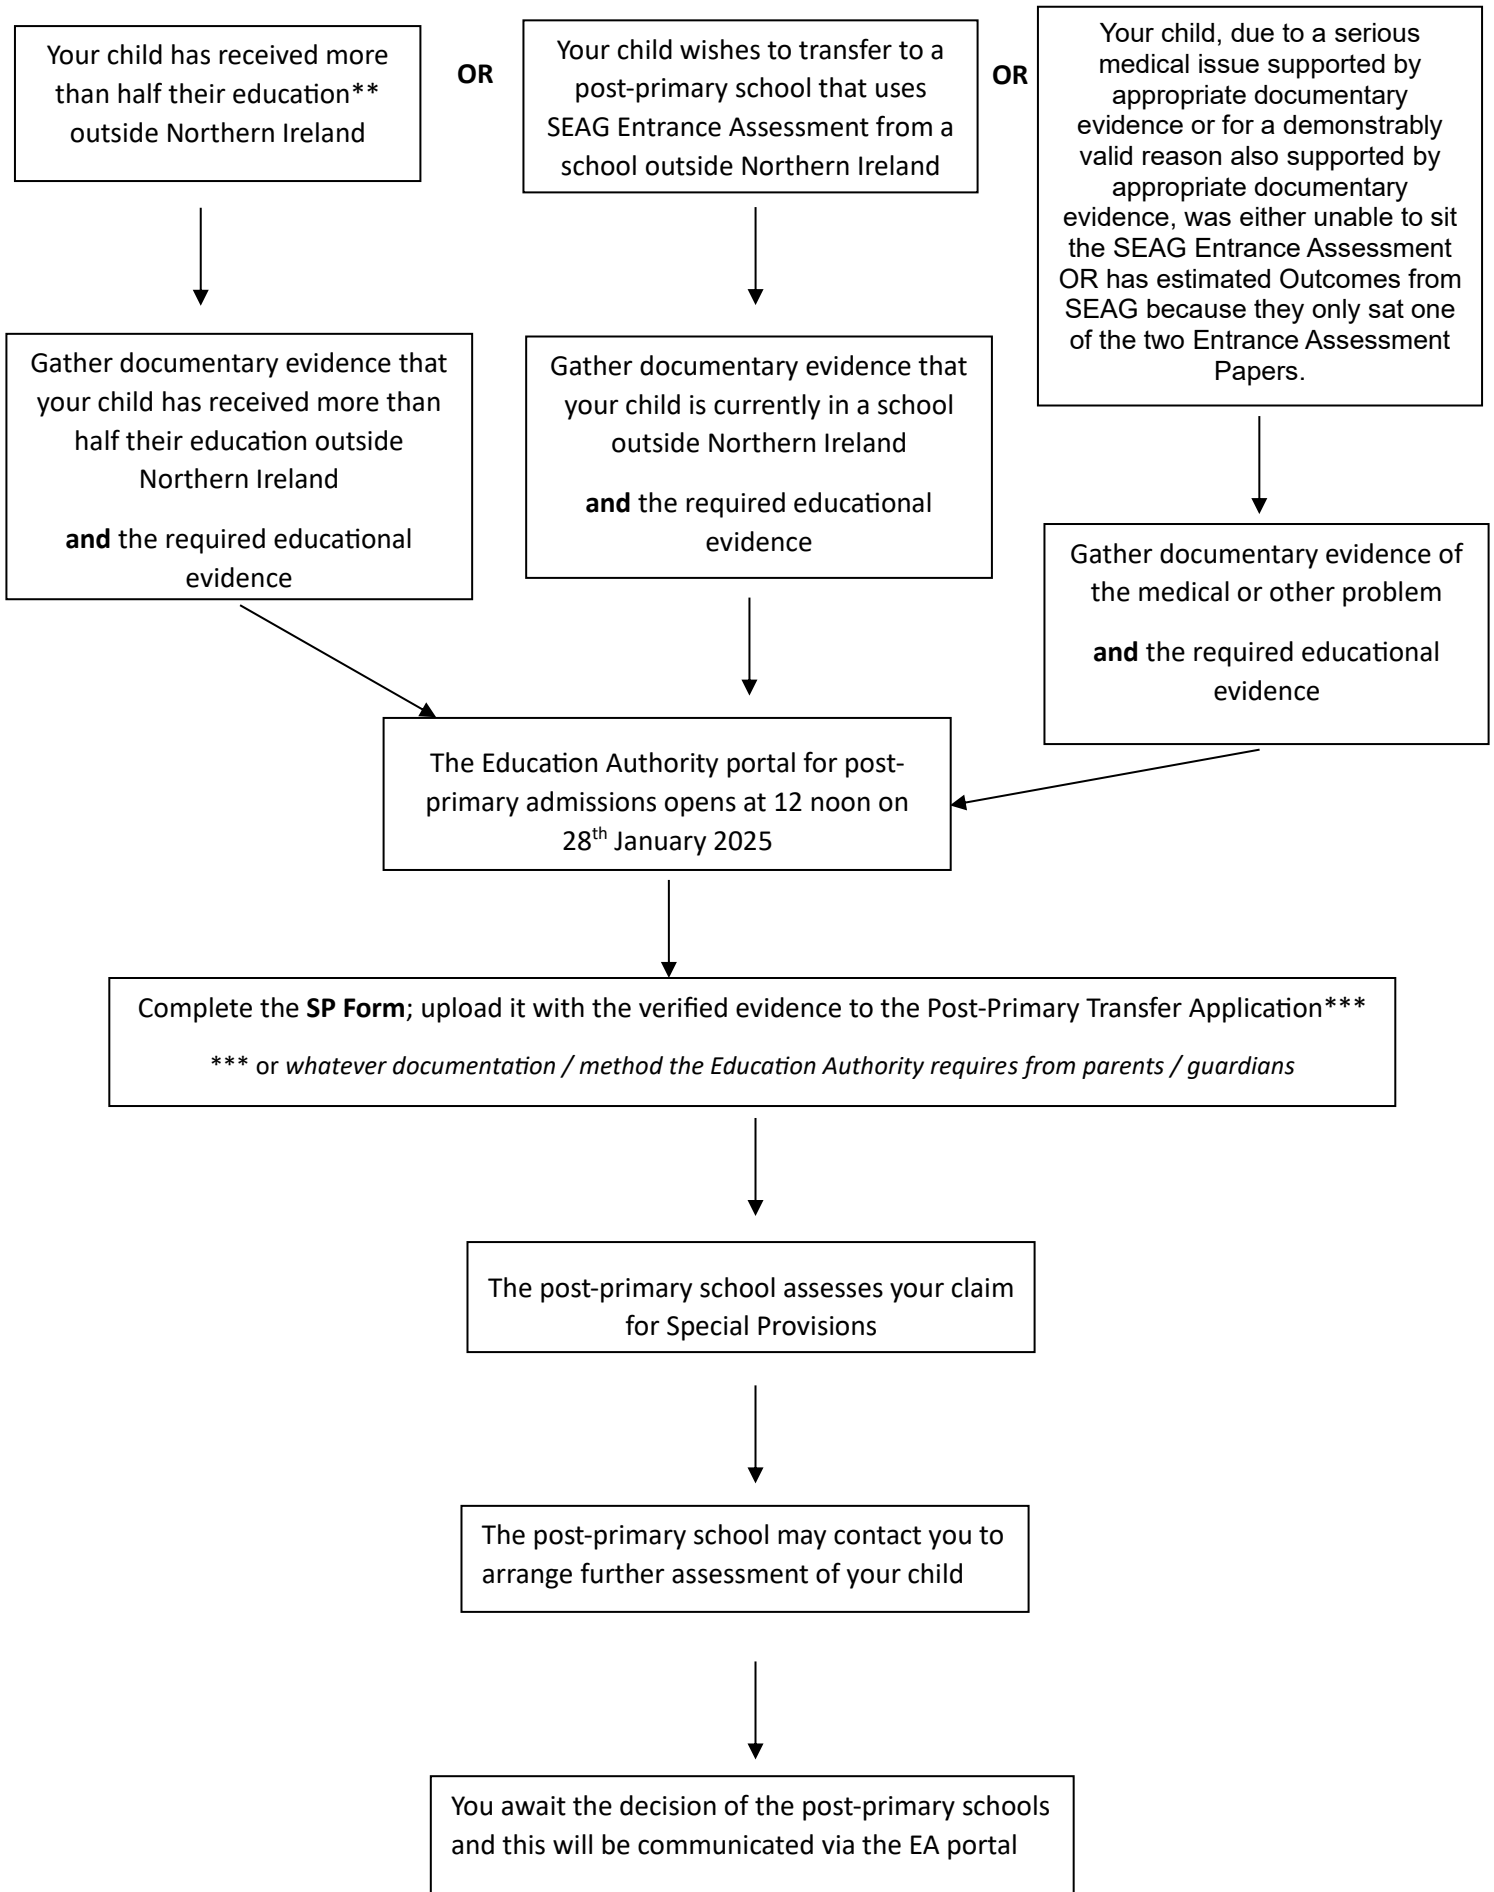 Your child has received more
than half their education**
outside Northern Ireland
OR
Your child wishes to transfer to a
post-primary school that uses
SEAG Entrance Assessment from a
school outside Northern Ireland
OR
Your child, due to a serious
medical issue supported by
appropriate documentary
evidence or for a demonstrably
valid reason also supported by
appropriate documentary
evidence, was either unable to sit
the SEAG Entrance Assessment
OR has estimated Outcomes from
SEAG because they only sat one
of the two Entrance Assessment
Papers.
Gather documentary evidence that
your child has received more than
half their education outside
Northern Ireland
and the required educational
evidence
Gather documentary evidence that
your child is currently in a school
outside Northern Ireland
and the required educational
evidence
Gather documentary evidence of
the medical or other problem
and the required educational
evidence
The Education Authority portal for post-
primary admissions opens at 12 noon on
28th January 2025
Complete the SP Form; upload it with the verified evidence to the Post-Primary Transfer Application***
*** or whatever documentation / method the Education Authority requires from parents / guardians
The post-primary school assesses your claim
for Special Provisions
The post-primary school may contact you to
arrange further assessment of your child
You await the decision of the post-primary schools
and this will be communicated via the EA portal